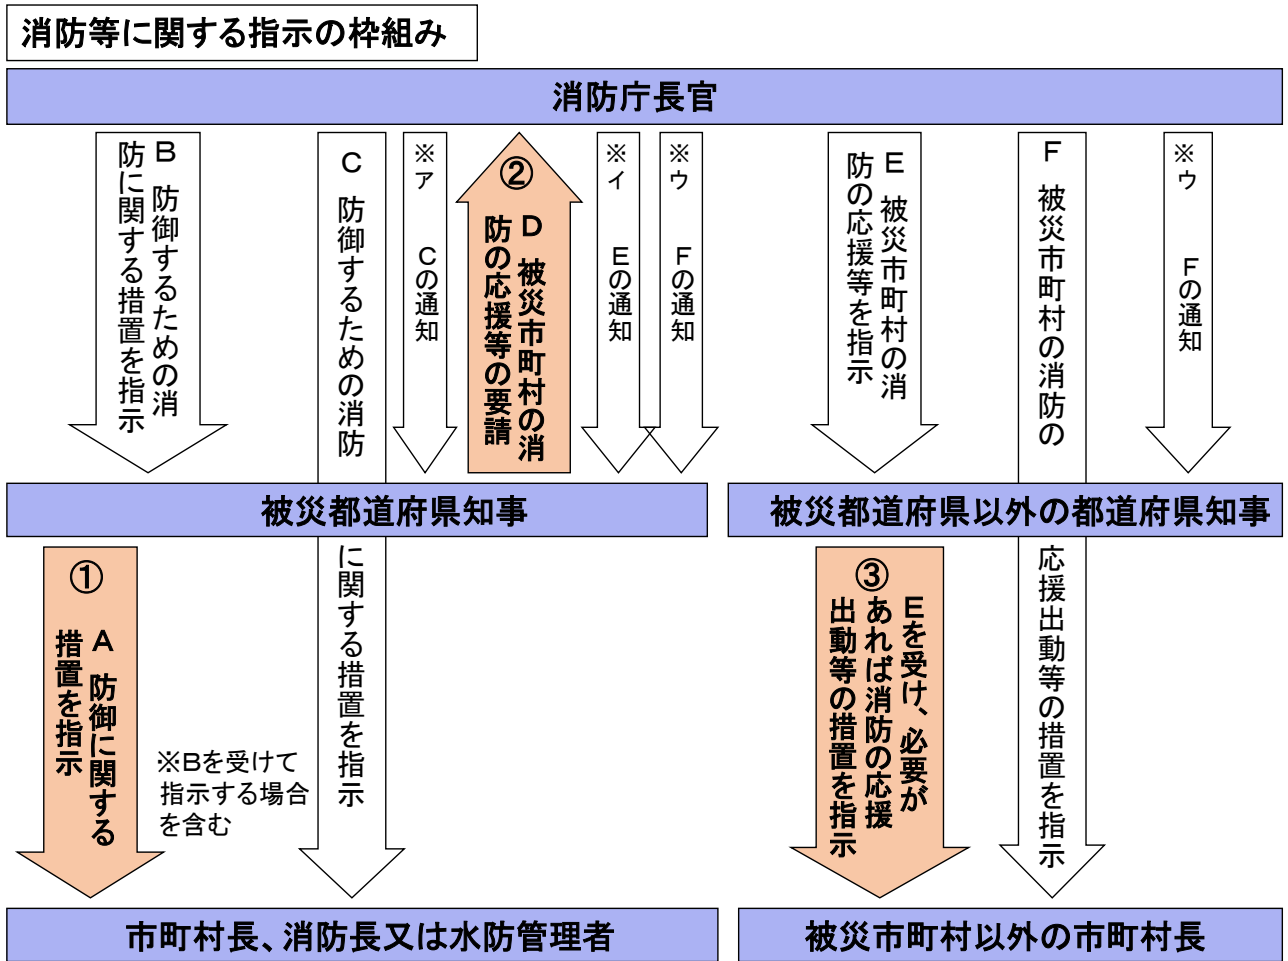 消防等に関する指示の枠組み
消防庁長官
B 防御するための消
防に関する措置を指示
C 防御するための消防
に関する措置を指示
※ア Cの通知
②
D 被災市町村の消
防の応援等の要請
※イ Eの通知
※ウ Fの通知
E 被災市町村の消
防の応援等を指示
F 被災市町村の消防の
応援出動等の措置を指示
※ウ Fの通知
被災都道府県知事
被災都道府県以外の都道府県知事
①
A 防御に関する
措置を指示
※Bを受けて
指示する場合
を含む
③
Eを受け、必要が
あれば消防の応援
出動等の措置を指示
市町村長、消防長又は水防管理者
被災市町村以外の市町村長